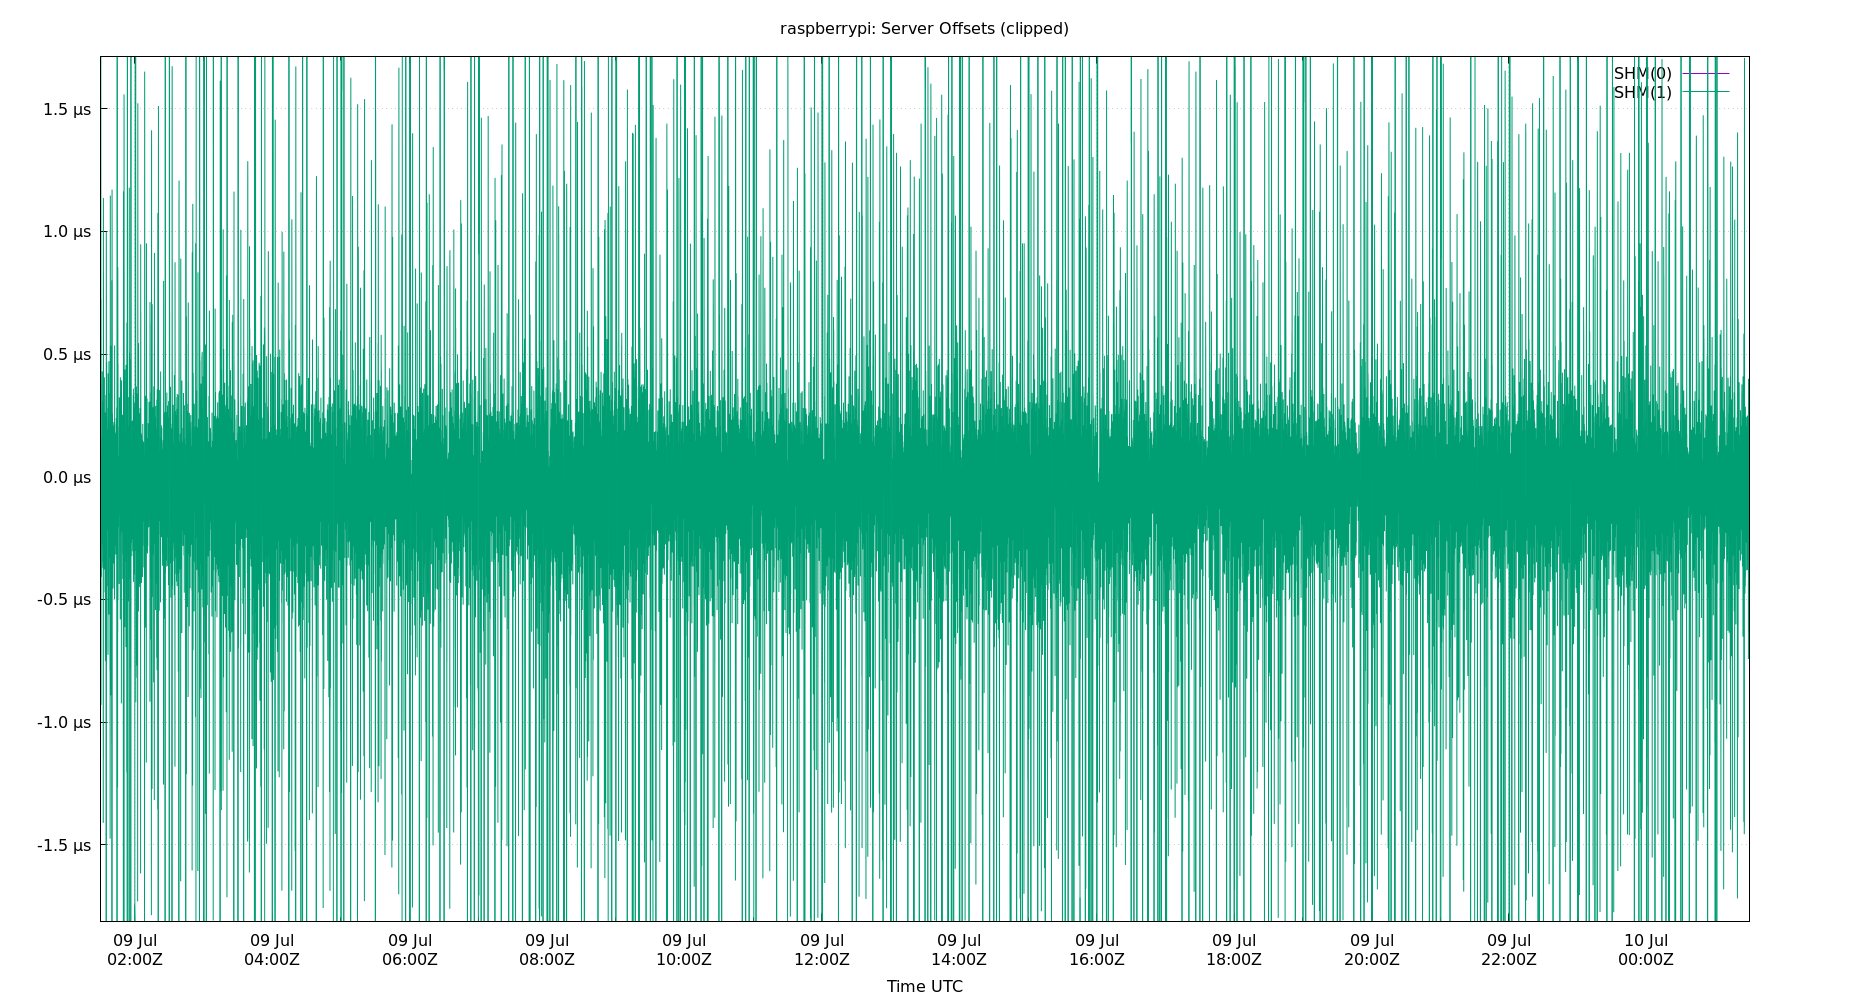 raspberrypi: Server Offsets (clipped)
SHM(0)
SHM(1)
1.5 µs
1.0 µs
0.5 µs
0.0 µs
-0.5 µs
-1.0 µs
-1.5 µs
09 Jul 09 Jul 09 Jul 09 Jul 09 Jul 09 Jul 09 Jul 09 Jul 09 Jul 09 Jul 09 Jul 10 Jul
02:00Z 04:00Z 06:00Z 08:00Z 10:00Z 12:00Z 14:00Z 16:00Z 18:00Z 20:00Z 22:00Z 00:00Z
Time UTC